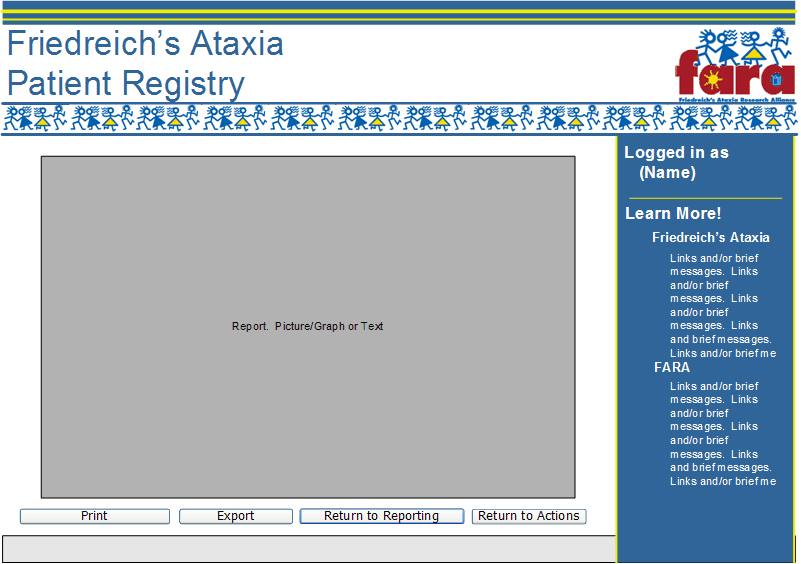 Friedreich’s Ataxia
Patient Registry
fara
Friedreich's Ataxia Research Alliance
Logged in as
(Name)
Learn More!
Friedreich’s Ataxia
Links and/or brief
messages.  Links
and/or brief
messages.  Links
and/or brief
messages.  Links
and brief messages.
Links and/or brief me
FARA
Links and/or brief
messages.  Links
and/or brief
messages.  Links
and/or brief
messages.  Links
and brief messages.
Links and/or brief me
Report.  Picture/Graph or Text
Print
Export
Return to Reporting
Return to Actions